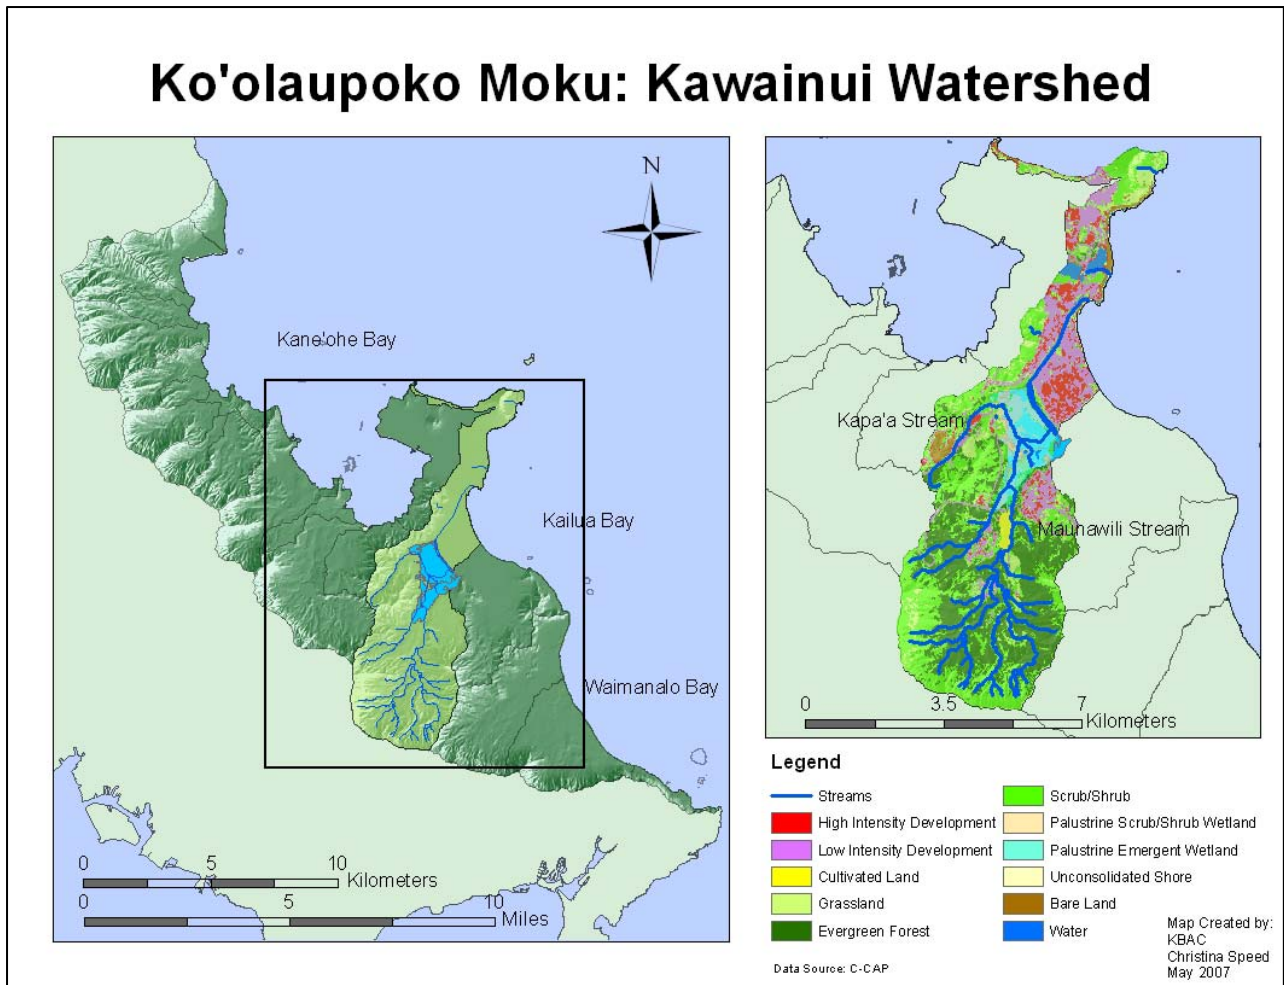 Ko'olaupoko Moku: Kawainui Watershed
N
Kane'ohe Bay
Kailua Bay
Waimanalo Bay
0 5 10
Kilometers
0 5 10
Miles
Kapa'a Stream
Maunawili Stream
0 3.5 7
Kilometers
Legend
Streams
High Intensity Development
Low Intensity Development
Cultivated Land
Grassland
Evergreen Forest
Scrub/Shrub
Palustrine Scrub/Shrub Wetland
Palustrine Emergent Wetland
Unconsolidated Shore
Bare Land
Water
Data Source: C-CAP
Map Created by:
KBAC
Christina Speed
May 2007